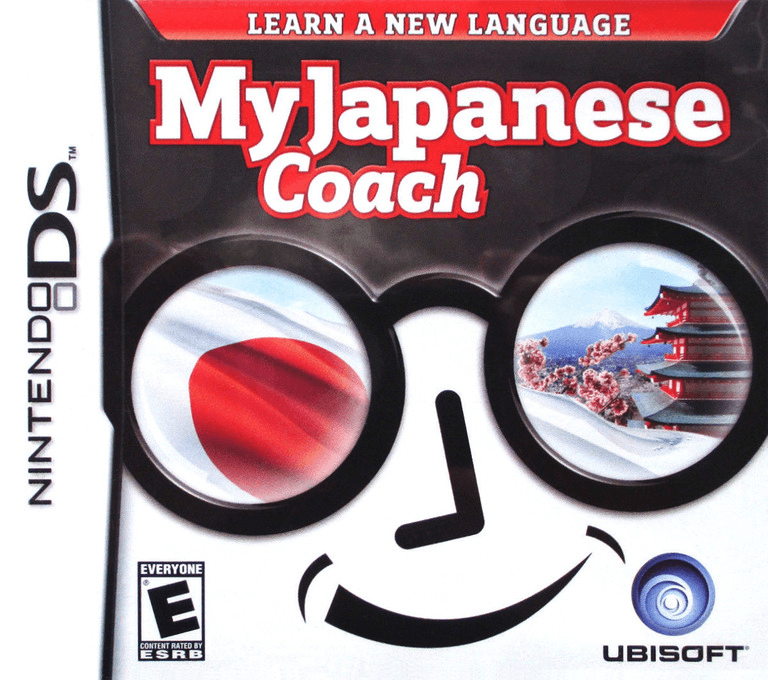 LEARN A NEW LANGUAGE
My Japanese
Coach
NINTENDO DS™
EVERYONE
E
®
CONTENT RATED BY
ESRB
UBISOFT®